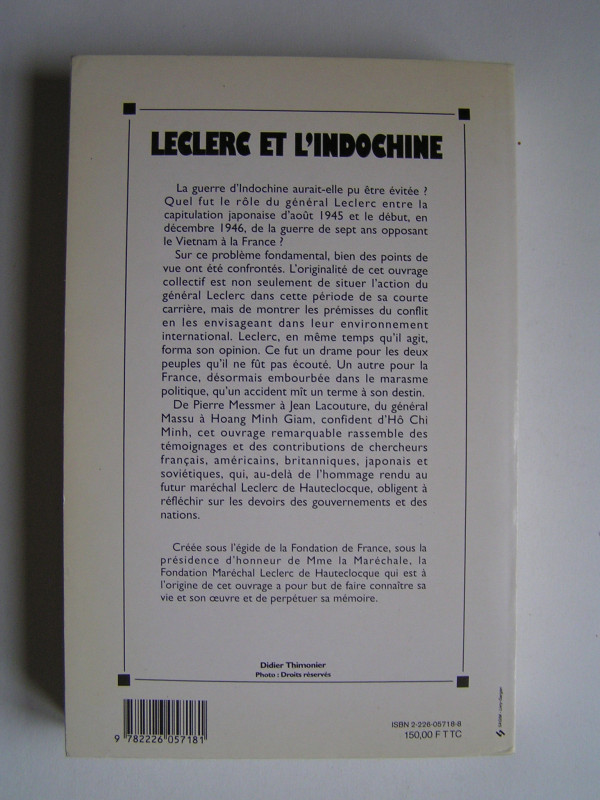 LECLERC ET L'INDOCHINE
La guerre d'Indochine aurait-elle pu être évitée ?
Quel fut le rôle du général Leclerc entre la
capitulation japonaise d'août 1945 et le début, en
décembre 1946, de la guerre de sept ans opposant
le Vietnam à la France ?
Sur ce problème fondamental, bien des points de
vue ont été confrontés. L'originalité de cet ouvrage
collectif est non seulement de situer l'action du
général Leclerc dans cette période de sa courte
carrière, mais de montrer les prémisses du conflit
en les envisageant dans leur environnement
international. Leclerc, en même temps qu'il agit,
forma son opinion. Ce fut un drame pour les deux
peuples qu'il ne fût pas écouté. Un autre pour la
France, désormais embourbée dans le marasme
politique, qu'un accident mît un terme à son destin.
De Pierre Messmer à Jean Lacouture, du général
Massu à Hoang Minh Giam, confident d'Hô Chi
Minh, cet ouvrage remarquable rassemble des
témoignages et des contributions de chercheurs
français, américains, britanniques, japonais et
soviétiques, qui, au-delà de l'hommage rendu au
futur maréchal Leclerc de Hauteclocque, obligent à
réfléchir sur les devoirs des gouvernements et des
nations.
Créée sous l'égide de la Fondation de France, sous la
présidence d'honneur de Mme la Maréchale, la
Fondation Maréchal Leclerc de Hauteclocque qui est à
l'origine de cet ouvrage a pour but de faire connaître sa
vie et son œuvre et de perpétuer sa mémoire.
Didier Thimonier
Photo : Droits réservés
9 782226 057181
ISBN 2-226-05718-8
150,00 F TTC